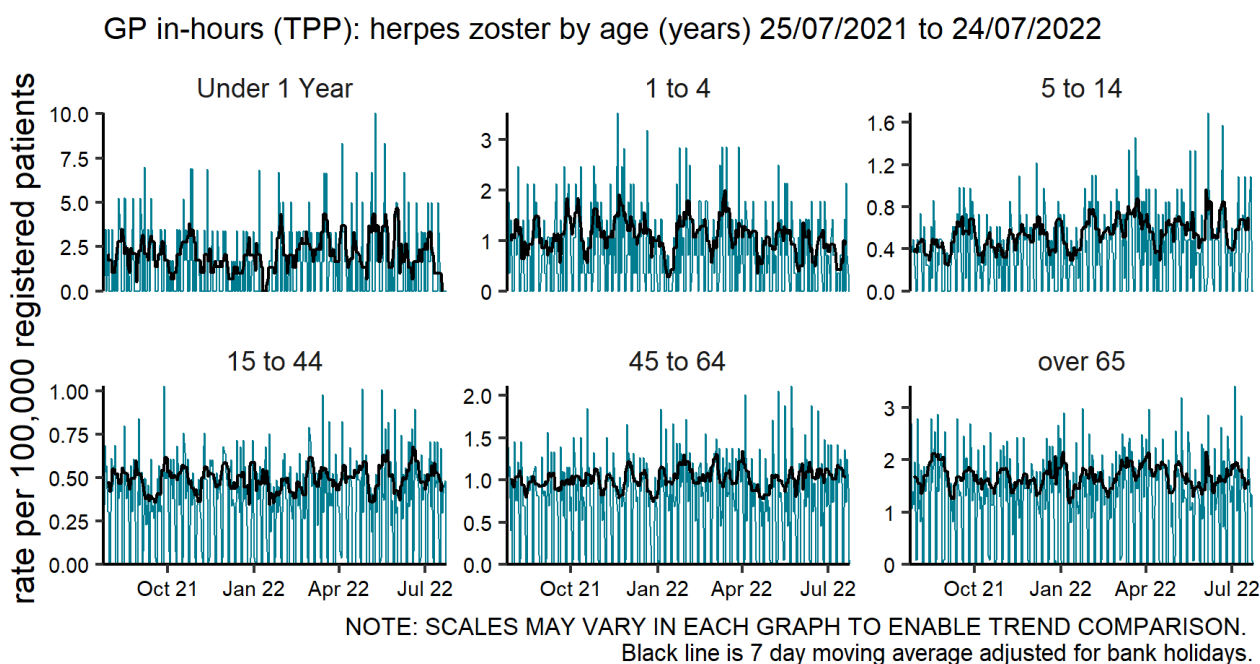 GP in-hours (TPP): herpes zoster by age (years) 25/07/2021 to 24/07/2022
rate per 100,000 registered patients
Under 1 Year
10.0
7.5
5.0
2.5
0.0
1 to 4
3
2
1
0
5 to 14
1.6
1.2
0.8
0.4
0.0
15 to 44
1.00
0.75
0.50
0.25
0.00
Oct 21 Jan 22 Apr 22 Jul 22
45 to 64
2.0
1.5
1.0
0.5
0.0
Oct 21 Jan 22 Apr 22 Jul 22
over 65
3
2
1
0
Oct 21 Jan 22 Apr 22 Jul 22
NOTE: SCALES MAY VARY IN EACH GRAPH TO ENABLE TREND COMPARISON.
Black line is 7 day moving average adjusted for bank holidays.